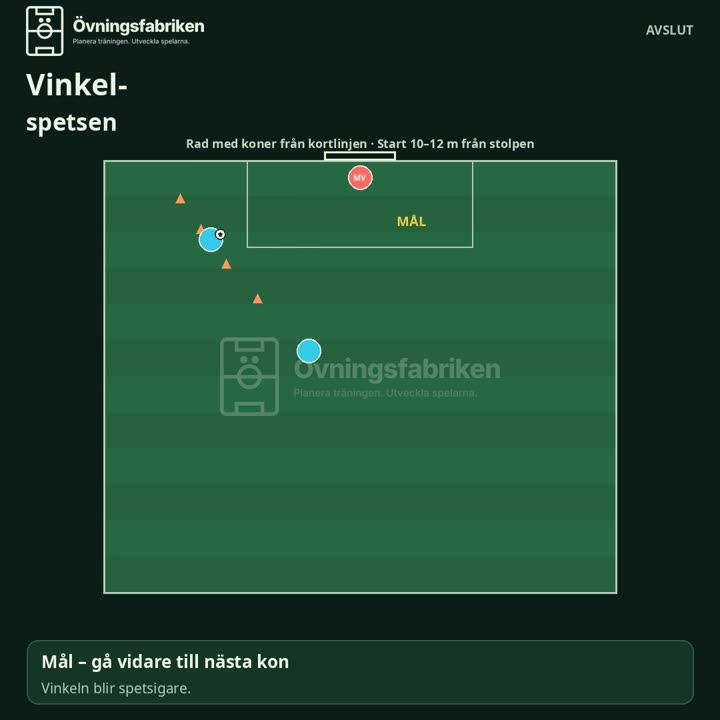 Övningsfabriken
Planera träningen. Utveckla spelarna.
AVSLUT
Vinkel-
spetsen
Rad med koner från kortlinjen · Start 10–12 m från stolpen
MV
MÅL
Övningsfabriken
Planera träningen. Utveckla spelarna.
Mål – gå vidare till nästa kon
Vinkeln blir spetsigare.